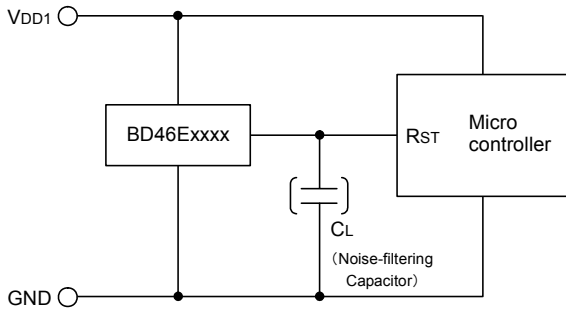 VDD1
BD46Exxxx
RST
Micro
controller
CL
（Noise-filtering
Capacitor）
GND